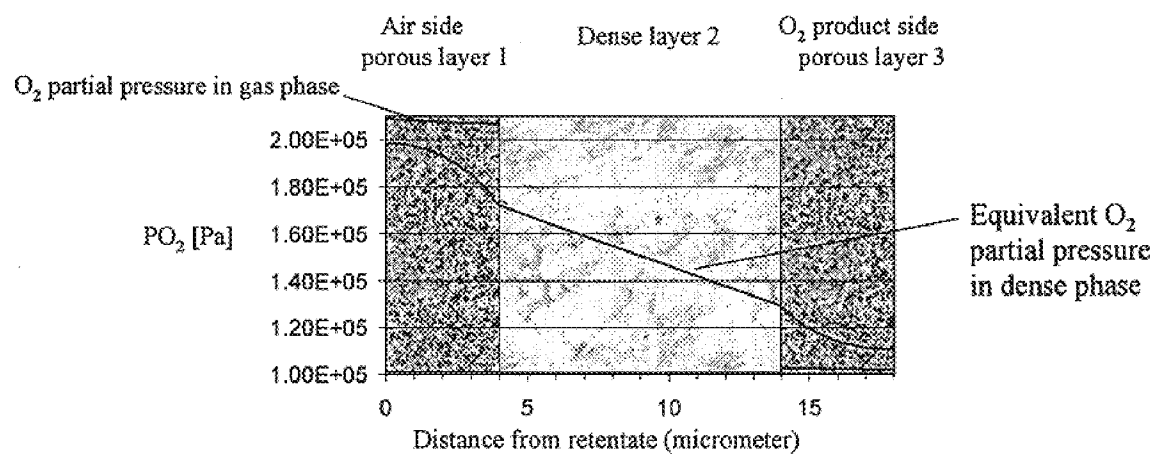 Air side
porous layer 1
Dense layer 2
O₂ product side
porous layer 3
O₂ partial pressure in gas phase
2.00E+05
1.80E+05
1.60E+05
1.40E+05
1.20E+05
1.00E+05
PO₂ [Pa]
Equivalent O₂
partial pressure
in dense phase
0 5 10 15
Distance from retentate (micrometer)